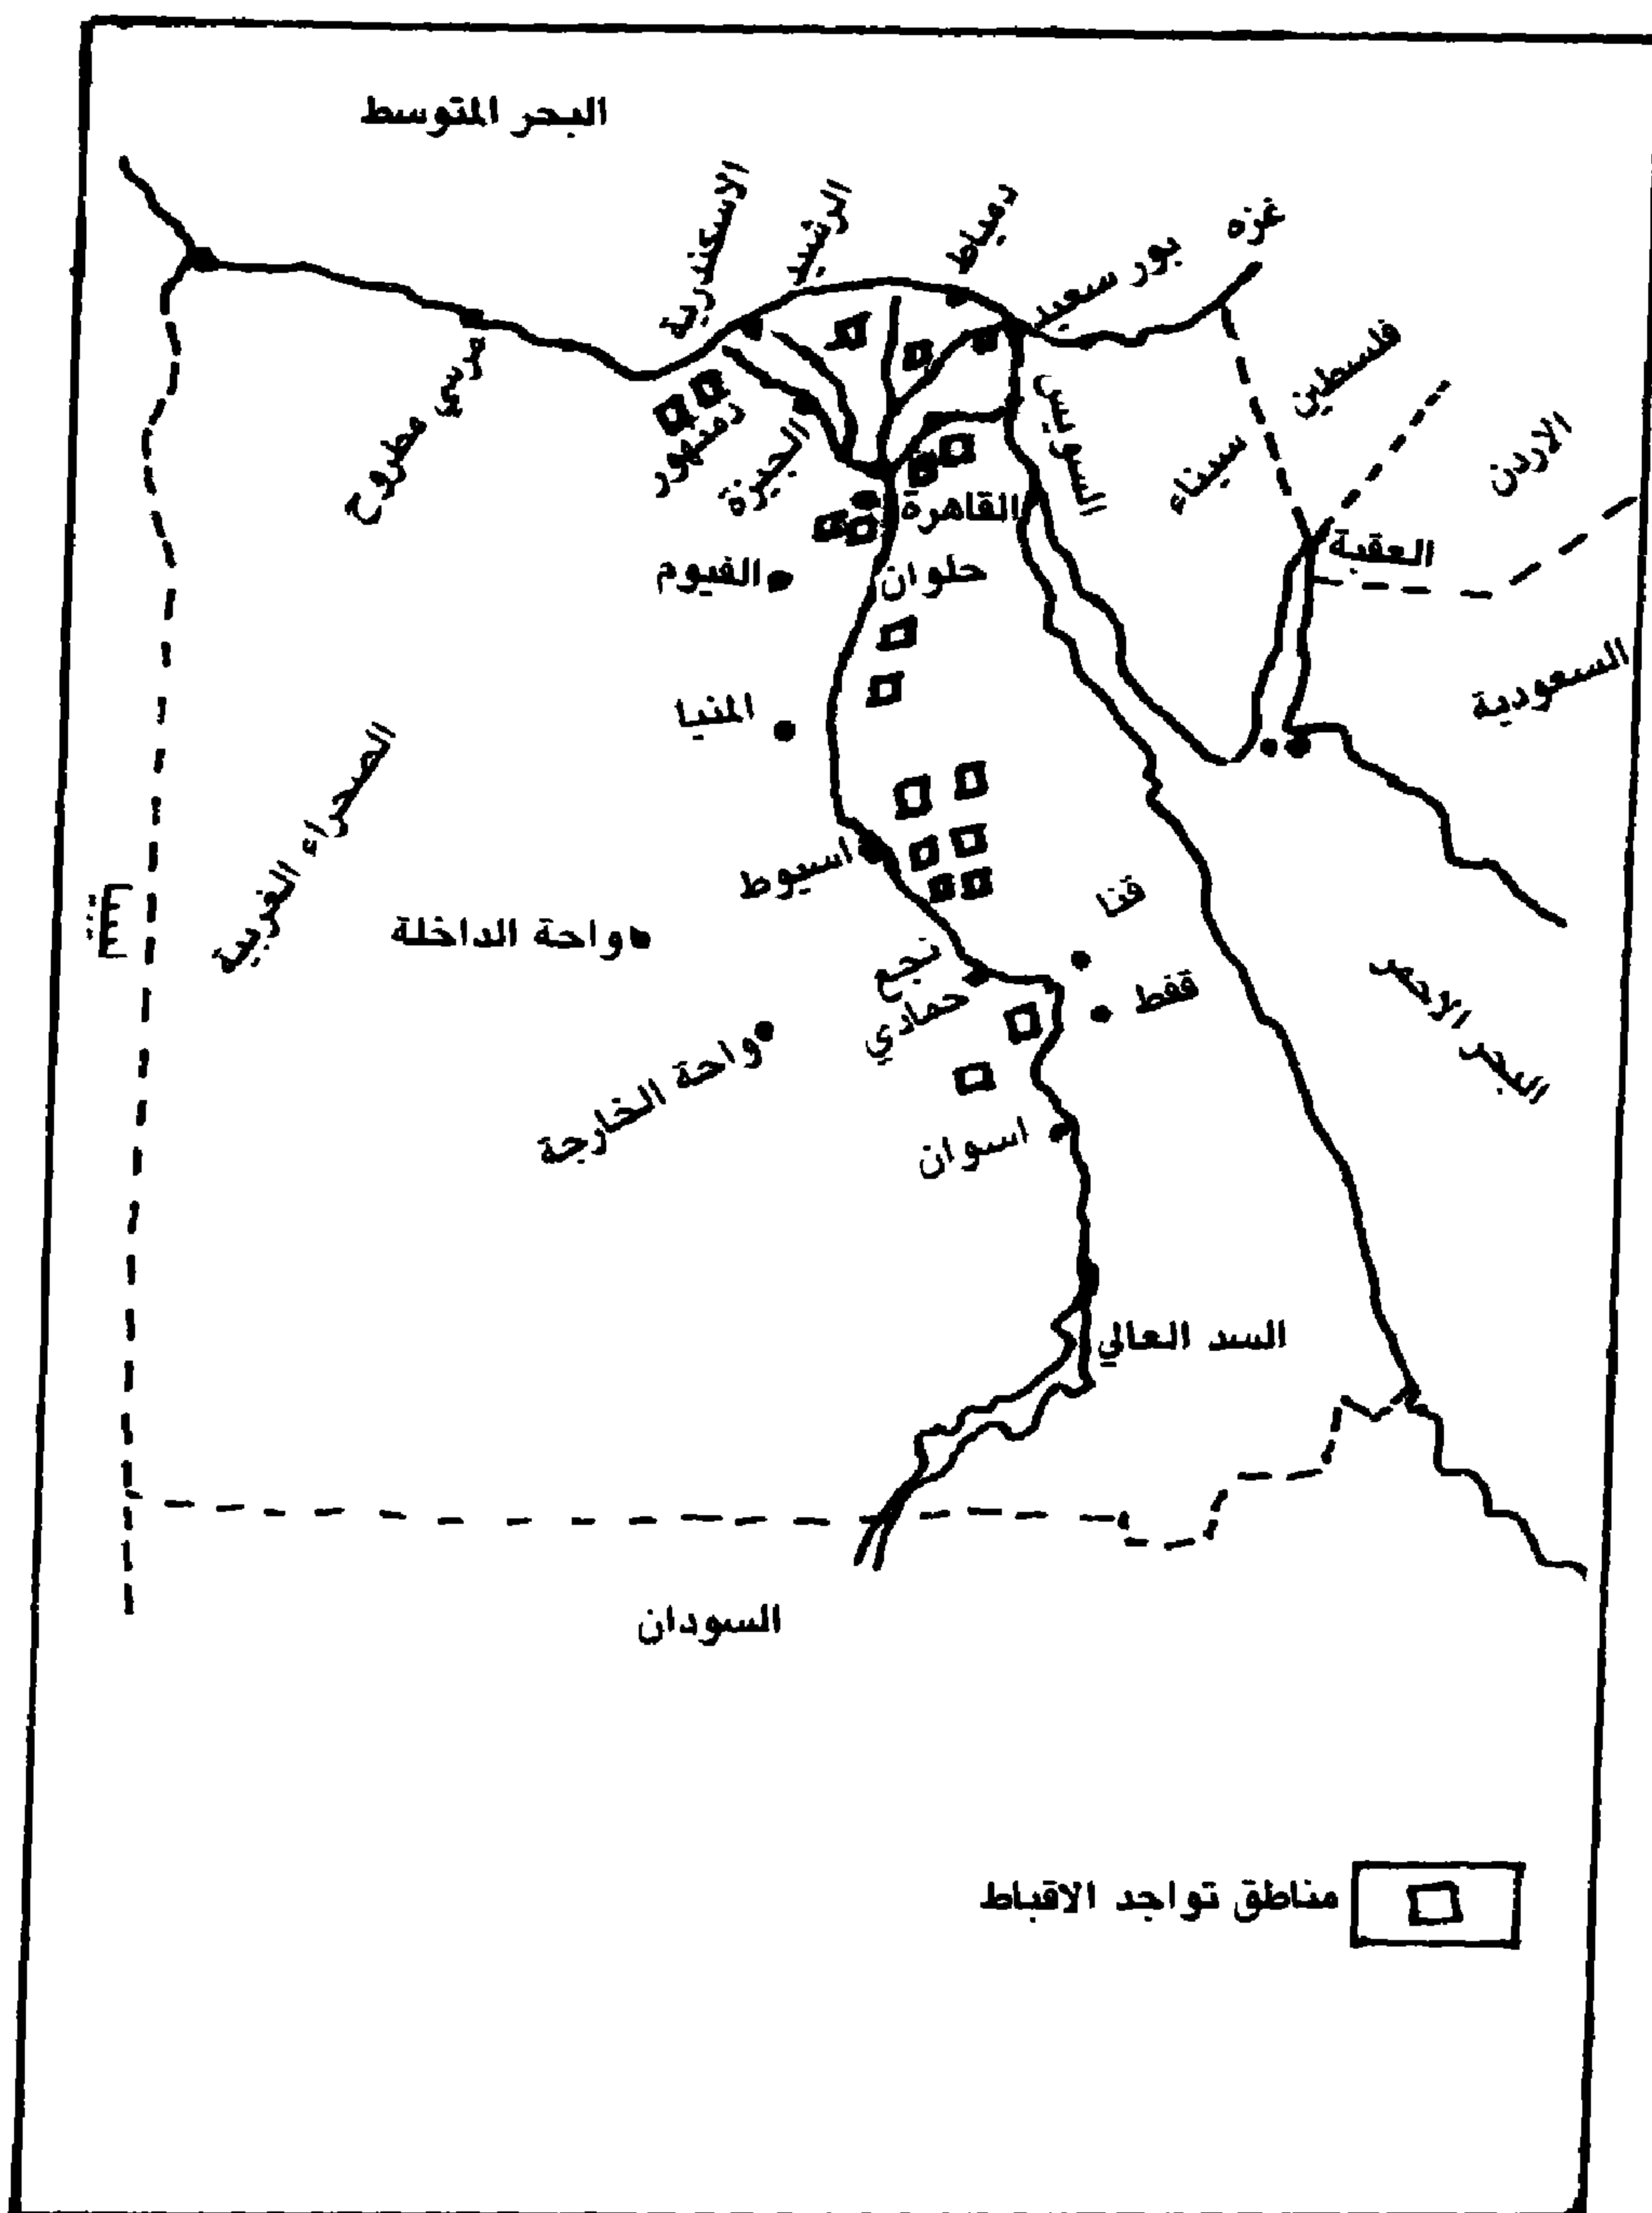 البحر المتوسط
الاسكندرية
الرشيد
دمياط
بور سعيد
غزه
فلسطين
الاردن
سيناء
السويس
مرسى مطروح
دمنهور
الجيزة
القاهرة
العقبة
الفيوم
حلوان
السعودية
المنيا
الصحراء الغربية
اسيوط
واحة الداخلة
قنا
نجع
حمادي
قفط
البحر الاحمر
واحة الخارجة
اسوان
السد العالي
السودان
مناطق تواجد الاقباط